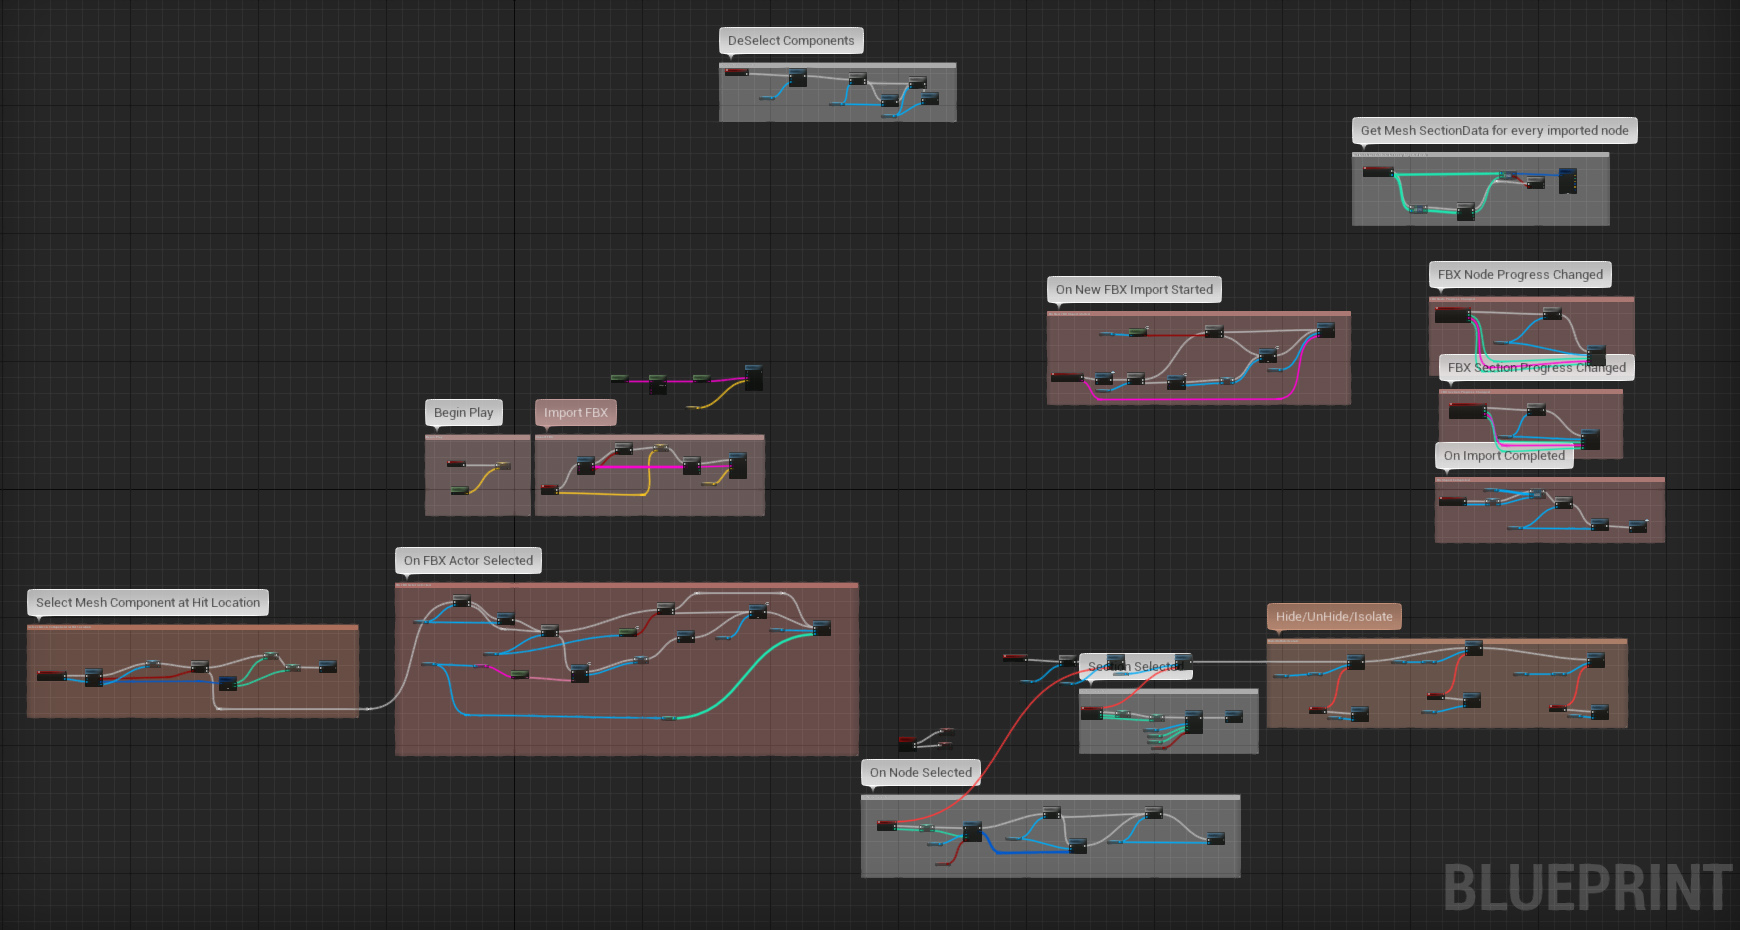 DeSelect Components
Get Mesh SectionData for every imported node
FBX Node Progress Changed
On New FBX Import Started
FBX Section Progress Changed
Begin Play
Import FBX
On Import Completed
On FBX Actor Selected
Select Mesh Component at Hit Location
Hide/UnHide/Isolate
Section Selected
On Node Selected
BLUEPRINT